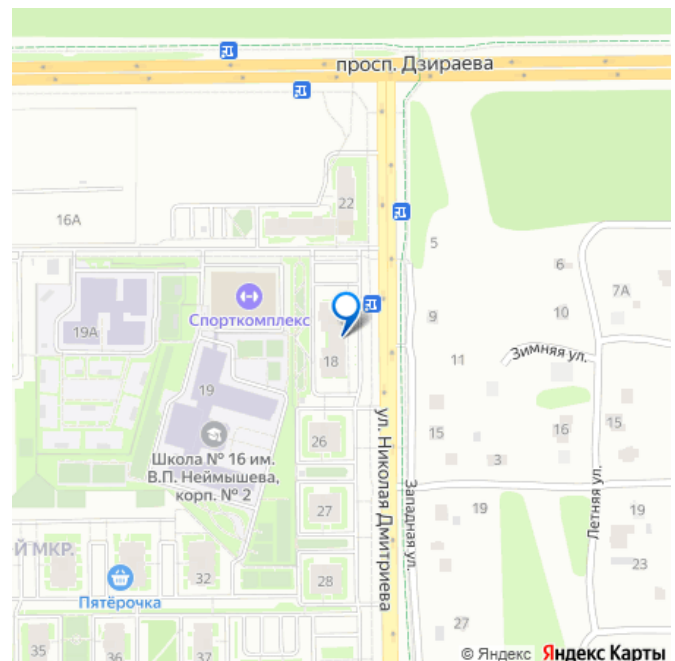 просп. Дзираева
22
16А
5
6
7А
Спорткомплекс
9
10
19А
18
11
Зимняя ул.
19
Школа № 16 им.
В.П. Неймышева,
корп. № 2
26
ул. Николая Дмитриева
15
3
16
15
Западная ул.
Летняя ул.
27
19
19
Й МКР.
32
28
23
Пятёрочка
35
36
37
27
© Яндекс Яндекс Карты